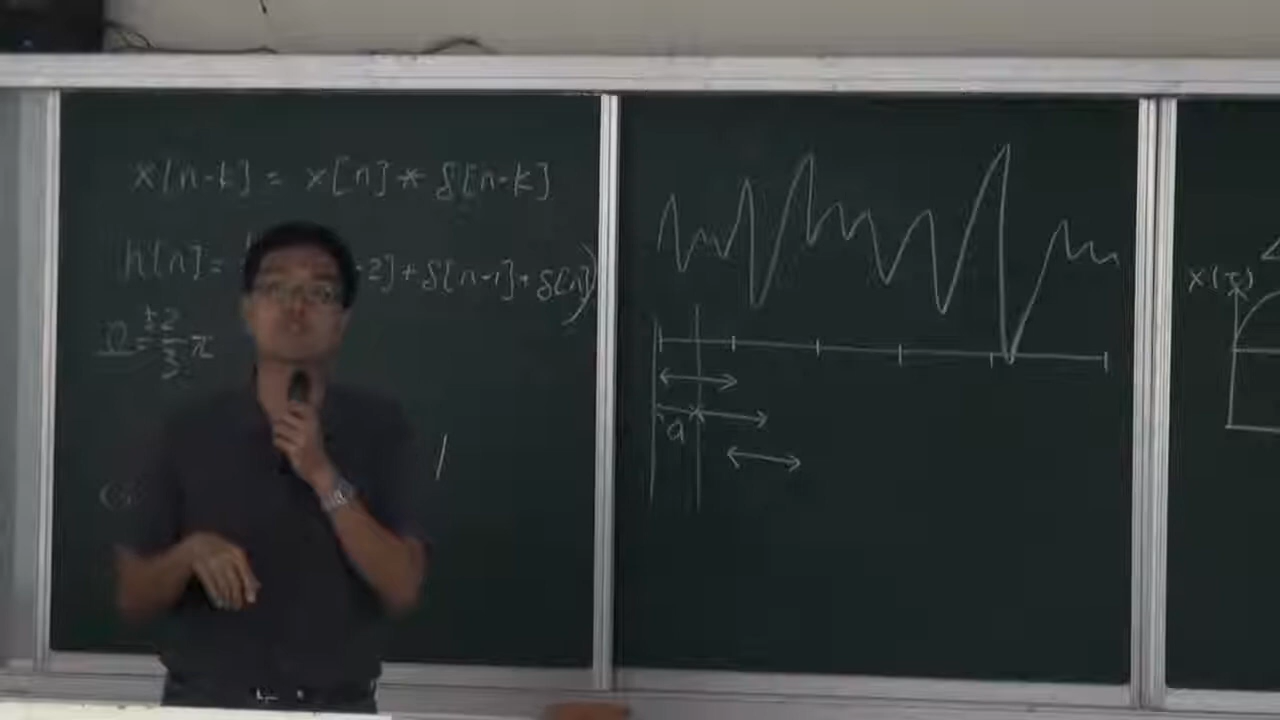 x[n-k] = x[n] * δ[n-k]
h[n] = -2] + δ[n-1] + δ[n])
Ω = ±2/3 π
a
X(τ)